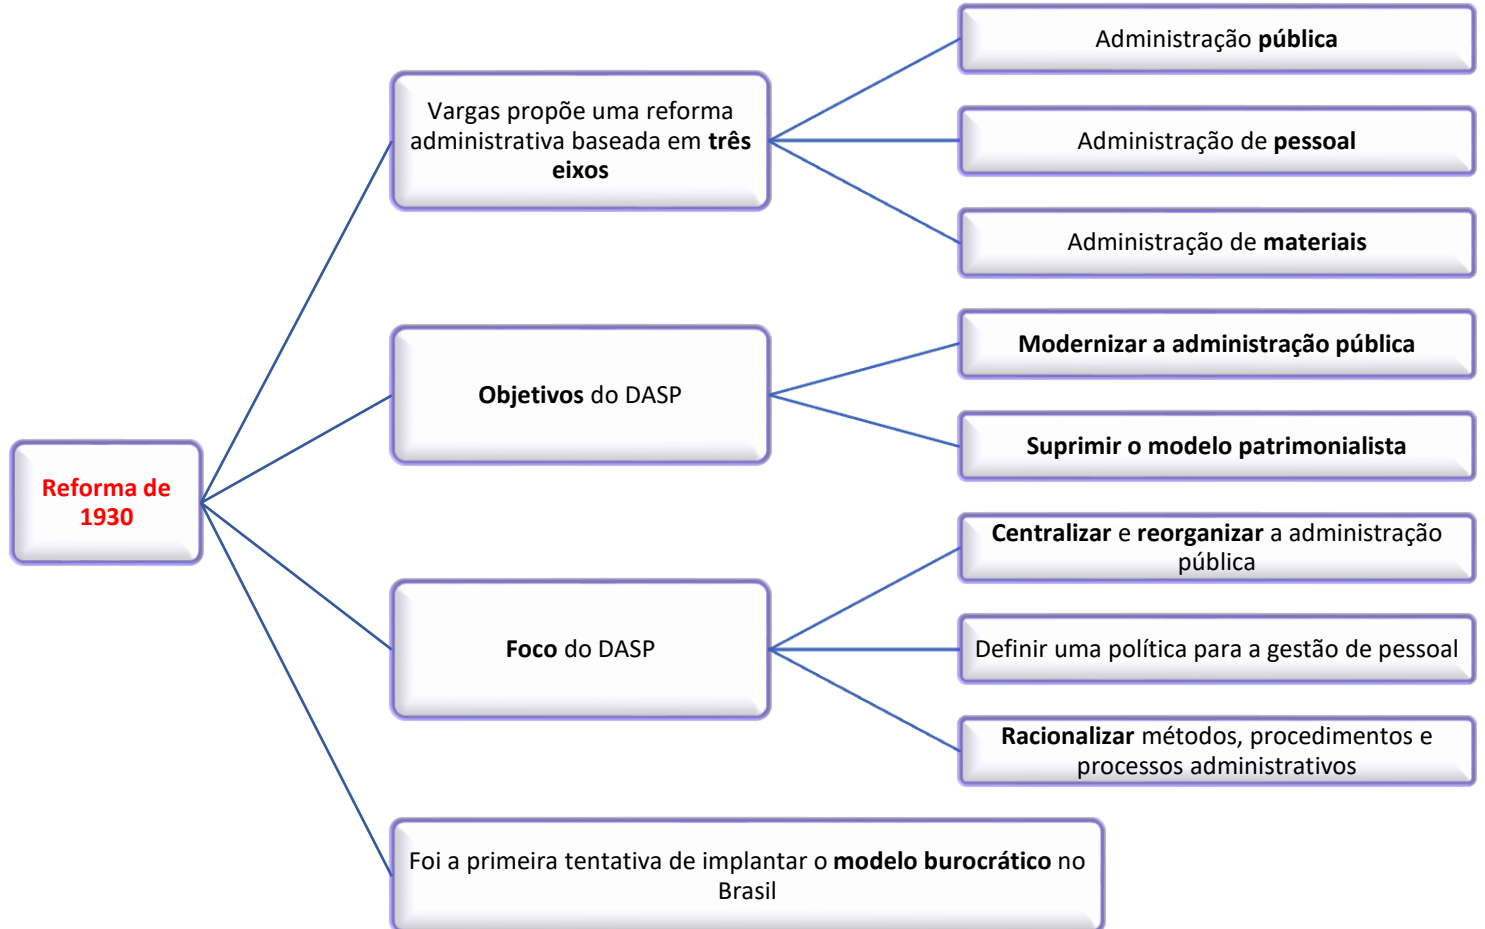 Reforma de
1930
Vargas propõe uma reforma
administrativa baseada em três
eixos
Administração pública
Administração de pessoal
Administração de materiais
Objetivos do DASP
Modernizar a administração pública
Suprimir o modelo patrimonialista
Foco do DASP
Centralizar e reorganizar a administração
pública
Definir uma política para a gestão de pessoal
Racionalizar métodos, procedimentos e
processos administrativos
Foi a primeira tentativa de implantar o modelo burocrático no
Brasil